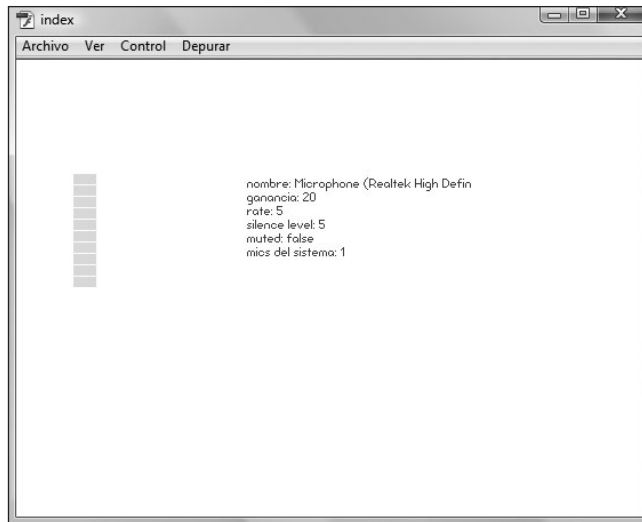 index
Archivo Ver Control Depurar
nombre: Microphone (Realtek High Defin
ganancia: 20
rate: 5
silence level: 5
muted: false
mics del sistema: 1